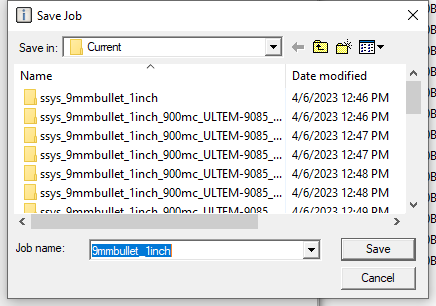 Save Job
Save in: Current
Name Date modified
ssys_9mmbullet_1inch 4/6/2023 12:46 PM
ssys_9mmbullet_1inch_900mc_ULTEM-9085_... 4/6/2023 12:46 PM
ssys_9mmbullet_1inch_900mc_ULTEM-9085_... 4/6/2023 12:47 PM
ssys_9mmbullet_1inch_900mc_ULTEM-9085_... 4/6/2023 12:47 PM
ssys_9mmbullet_1inch_900mc_ULTEM-9085_... 4/6/2023 12:48 PM
ssys_9mmbullet_1inch_900mc_ULTEM-9085_... 4/6/2023 12:48 PM
ssys_9mmbullet_1inch_900mc_ULTEM-9085_... 4/6/2023 12:49 PM
Job name: 9mmbullet_1inch Save
Cancel